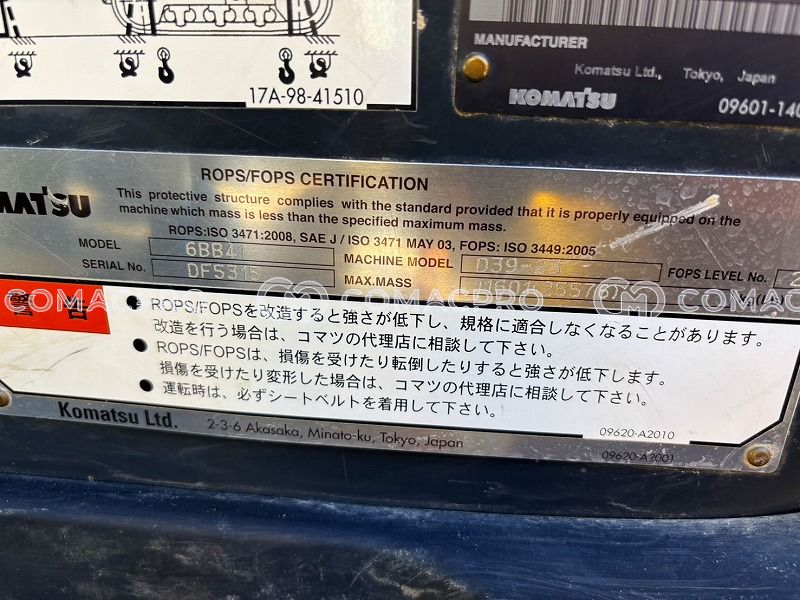 17A-98-41510
MANUFACTURER
Komatsu Ltd., Tokyo, Japan
KOMATSU
09601-140
ROPS/FOPS CERTIFICATION
MATSU
This protective structure complies with the standard provided that it is properly equipped on the
machine which mass is less than the specified maximum mass.
ROPS:ISO 3471:2008, SAE J / ISO 3471 MAY 03, FOPS: ISO 3449:2005
MODEL 6BB41 MACHINE MODEL D39-23 FOPS LEVEL No. 2
SERIAL No. DF5315 MAX.MASS
COMACPRO COMACPRO COM
警告
● ROPS/FOPSを改造すると強さが低下し、規格に適合しなくなることがあります。
改造を行う場合は、コマツの代理店に相談して下さい。
● ROPS/FOPSは、損傷を受けたり転倒したりすると強さが低下します。
損傷を受けたり変形した場合は、コマツの代理店に相談して下さい。
● 運転時は、必ずシートベルトを着用して下さい。
09620-A2010
Komatsu Ltd. 2-3-6 Akasaka, Minato-ku, Tokyo, Japan
09620-A2001